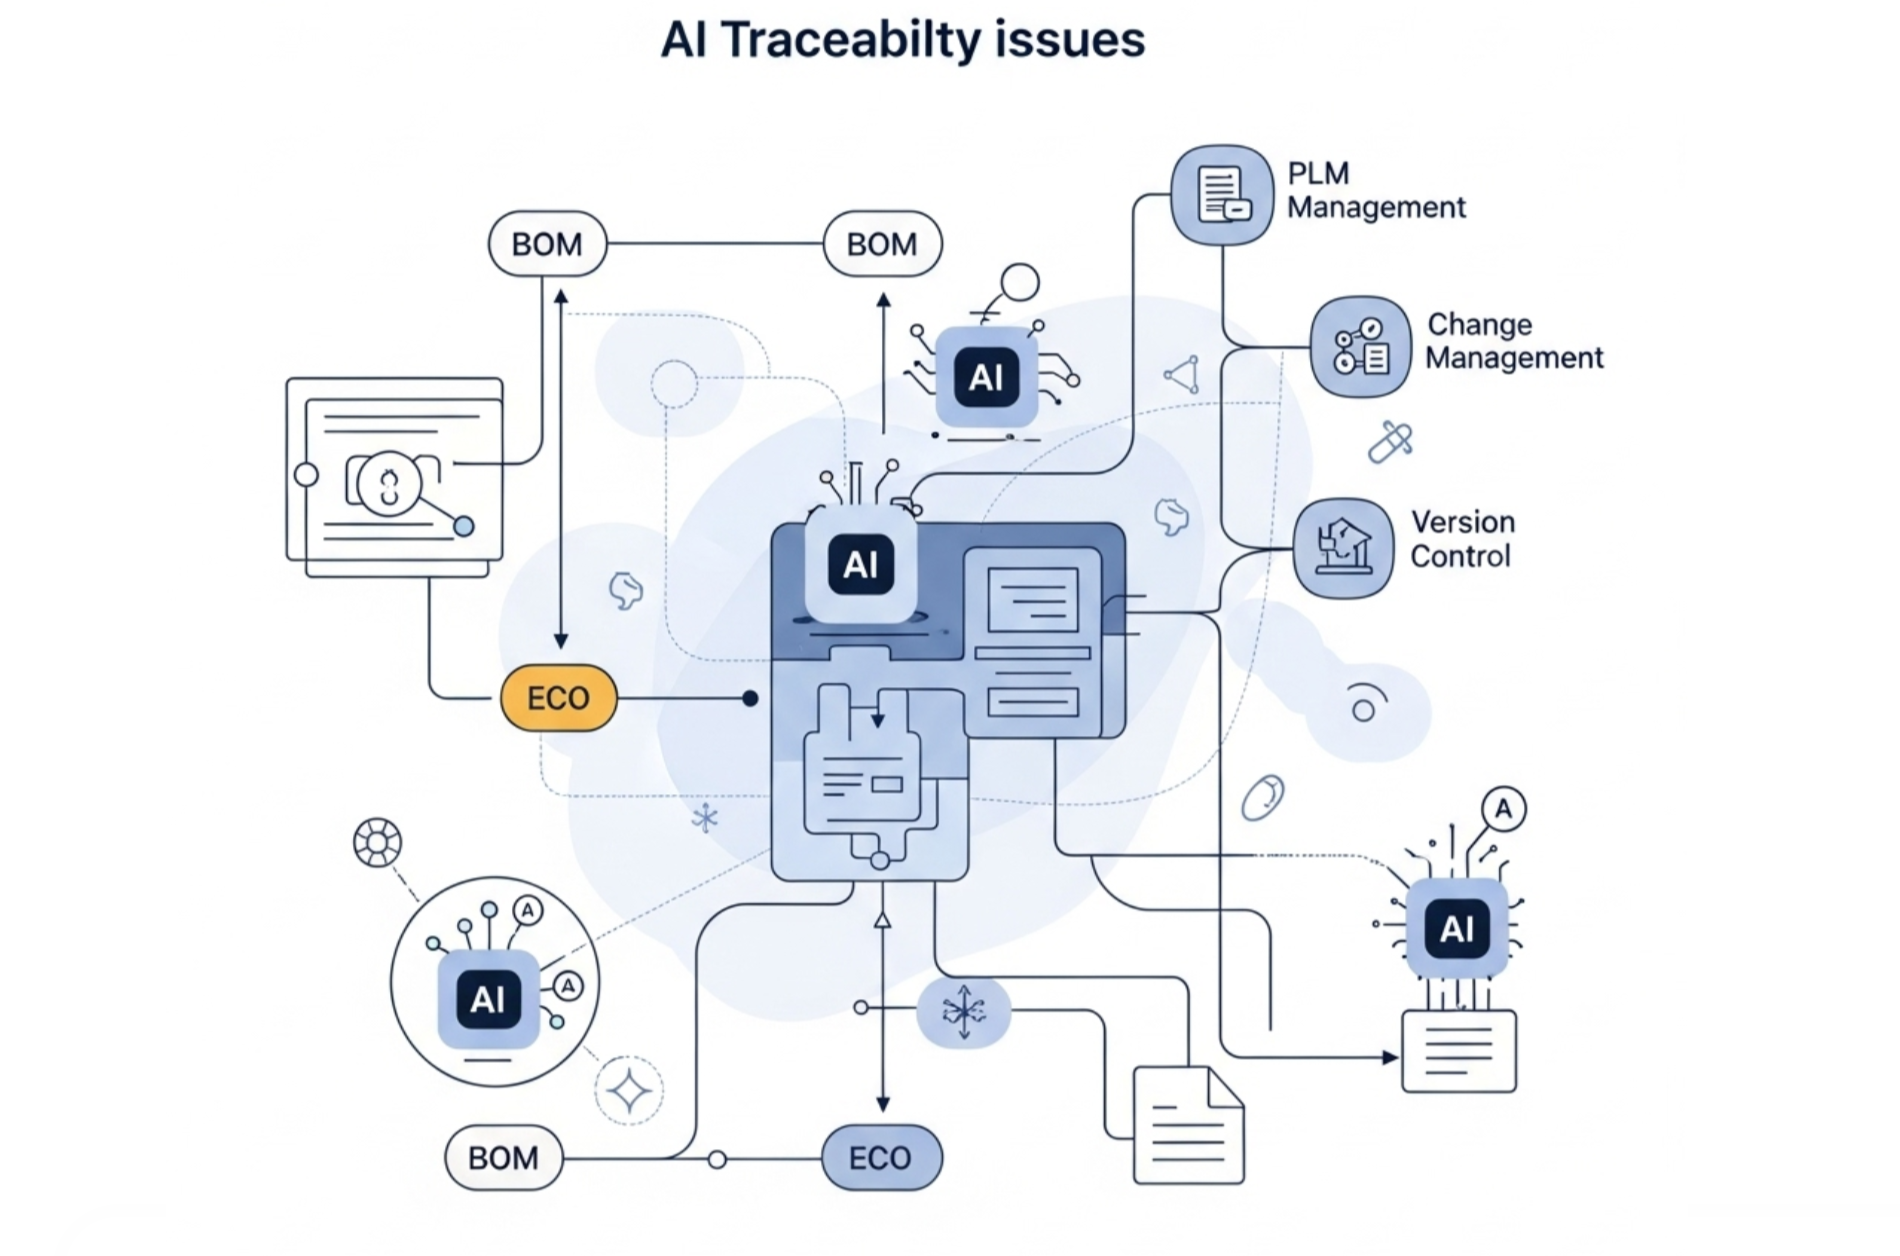 AI Traceabilty issues
PLM
Management
BOM
BOM
Change
Management
AI
Version
Control
AI
ECO
A
A
AI
A
AI
BOM
ECO